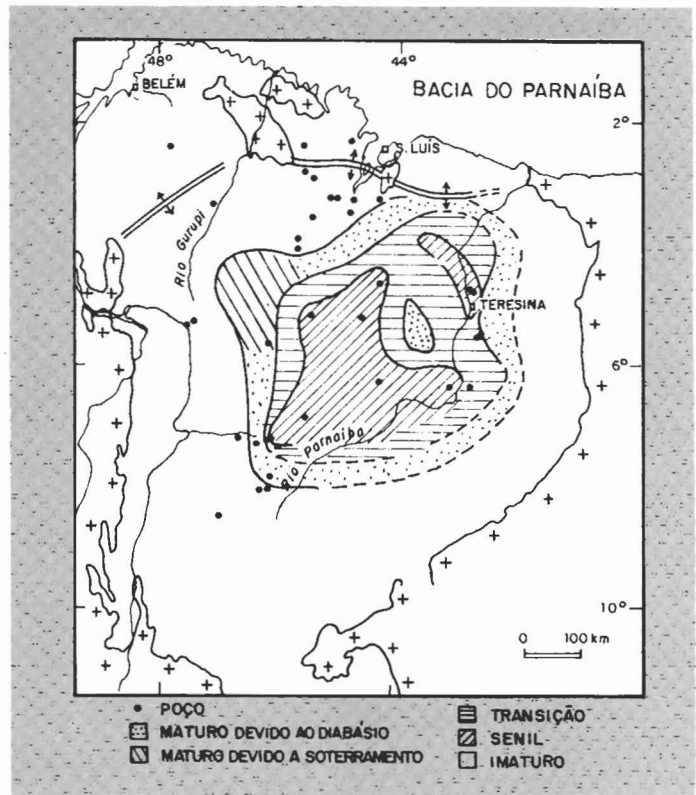 48° 44°
BELÉM
BACIA DO PARNAÍBA
2°
S. LUÍS
RIO Gurupi
TERESINA
6°
RIO Parnaíba
10°
0 100 km
POÇO
MATURO DEVIDO AO DIABÁSIO
MATURO DEVIDO A SOTERRAMENTO
TRANSIÇÃO
SENIL
IMATURO